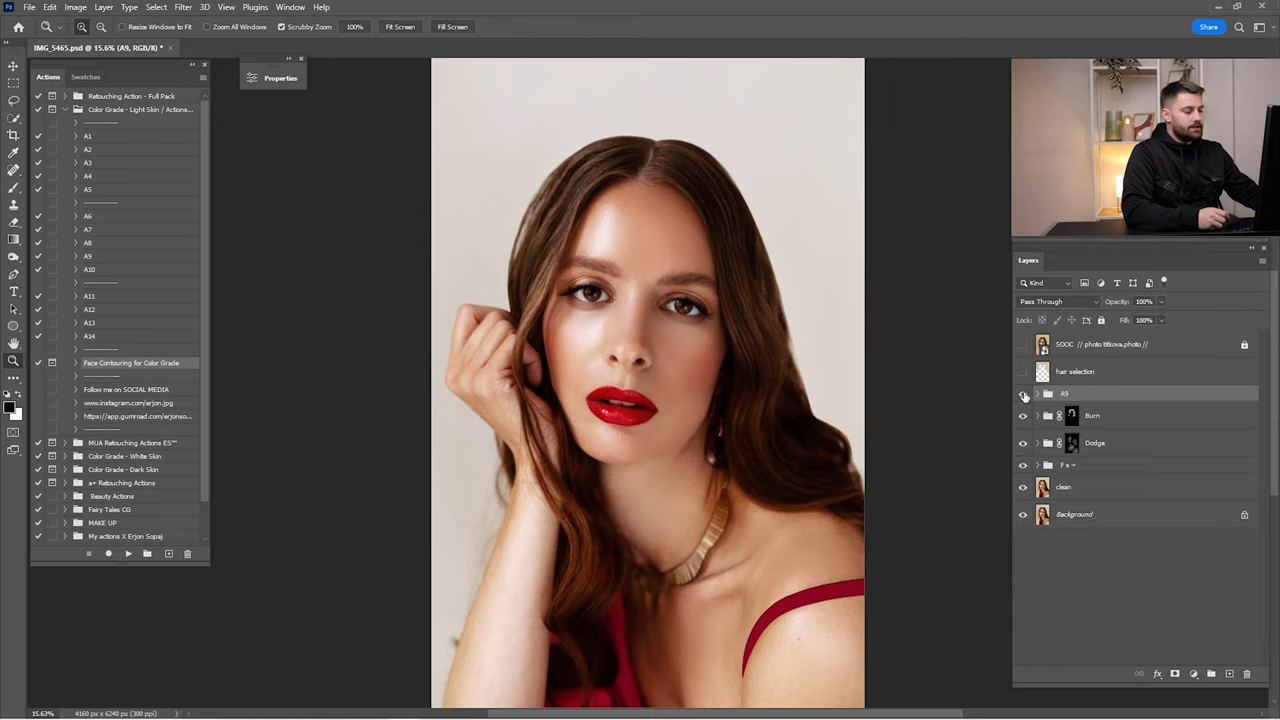 Ps File Edit Image Layer Type Select Filter 3D View Plugins Window Help
Resize Windows to Fit Zoom All Windows Scrubby Zoom 100% Fit Screen Fill Screen Share
IMG_5465.psd @ 15.6% (A9, RGB/8) * ×
Actions Swatches
Properties
Retouching Action - Full Pack
Color Grade - Light Skin / Actions...
---------------
A1
A2
A3
A4
A5
---------------
A6
A7
A8
A9
A10
---------------
A11
A12
A13
A14
---------------
Face Contouring for Color Grade
---------------
Follow me on SOCIAL MEDIA
www.instagram.com/erjon.jpg
https://app.gumroad.com/erjonso...
---------------
MUA Retouching Actions ES™
Color Grade - White Skin
Color Grade - Dark Skin
a+ Retouching Actions
Beauty Actions
Fairy Tales CG
MAKE UP
My actions X Erjon Sopaj
Layers
Kind
Pass Through Opacity: 100%
Lock: Fill: 100%
SOOC // photo titkova.photo //
hair selection
A9
Burn
Dodge
F s +
clean
Background
fx
15.63% 4160 px x 6240 px (300 ppi)